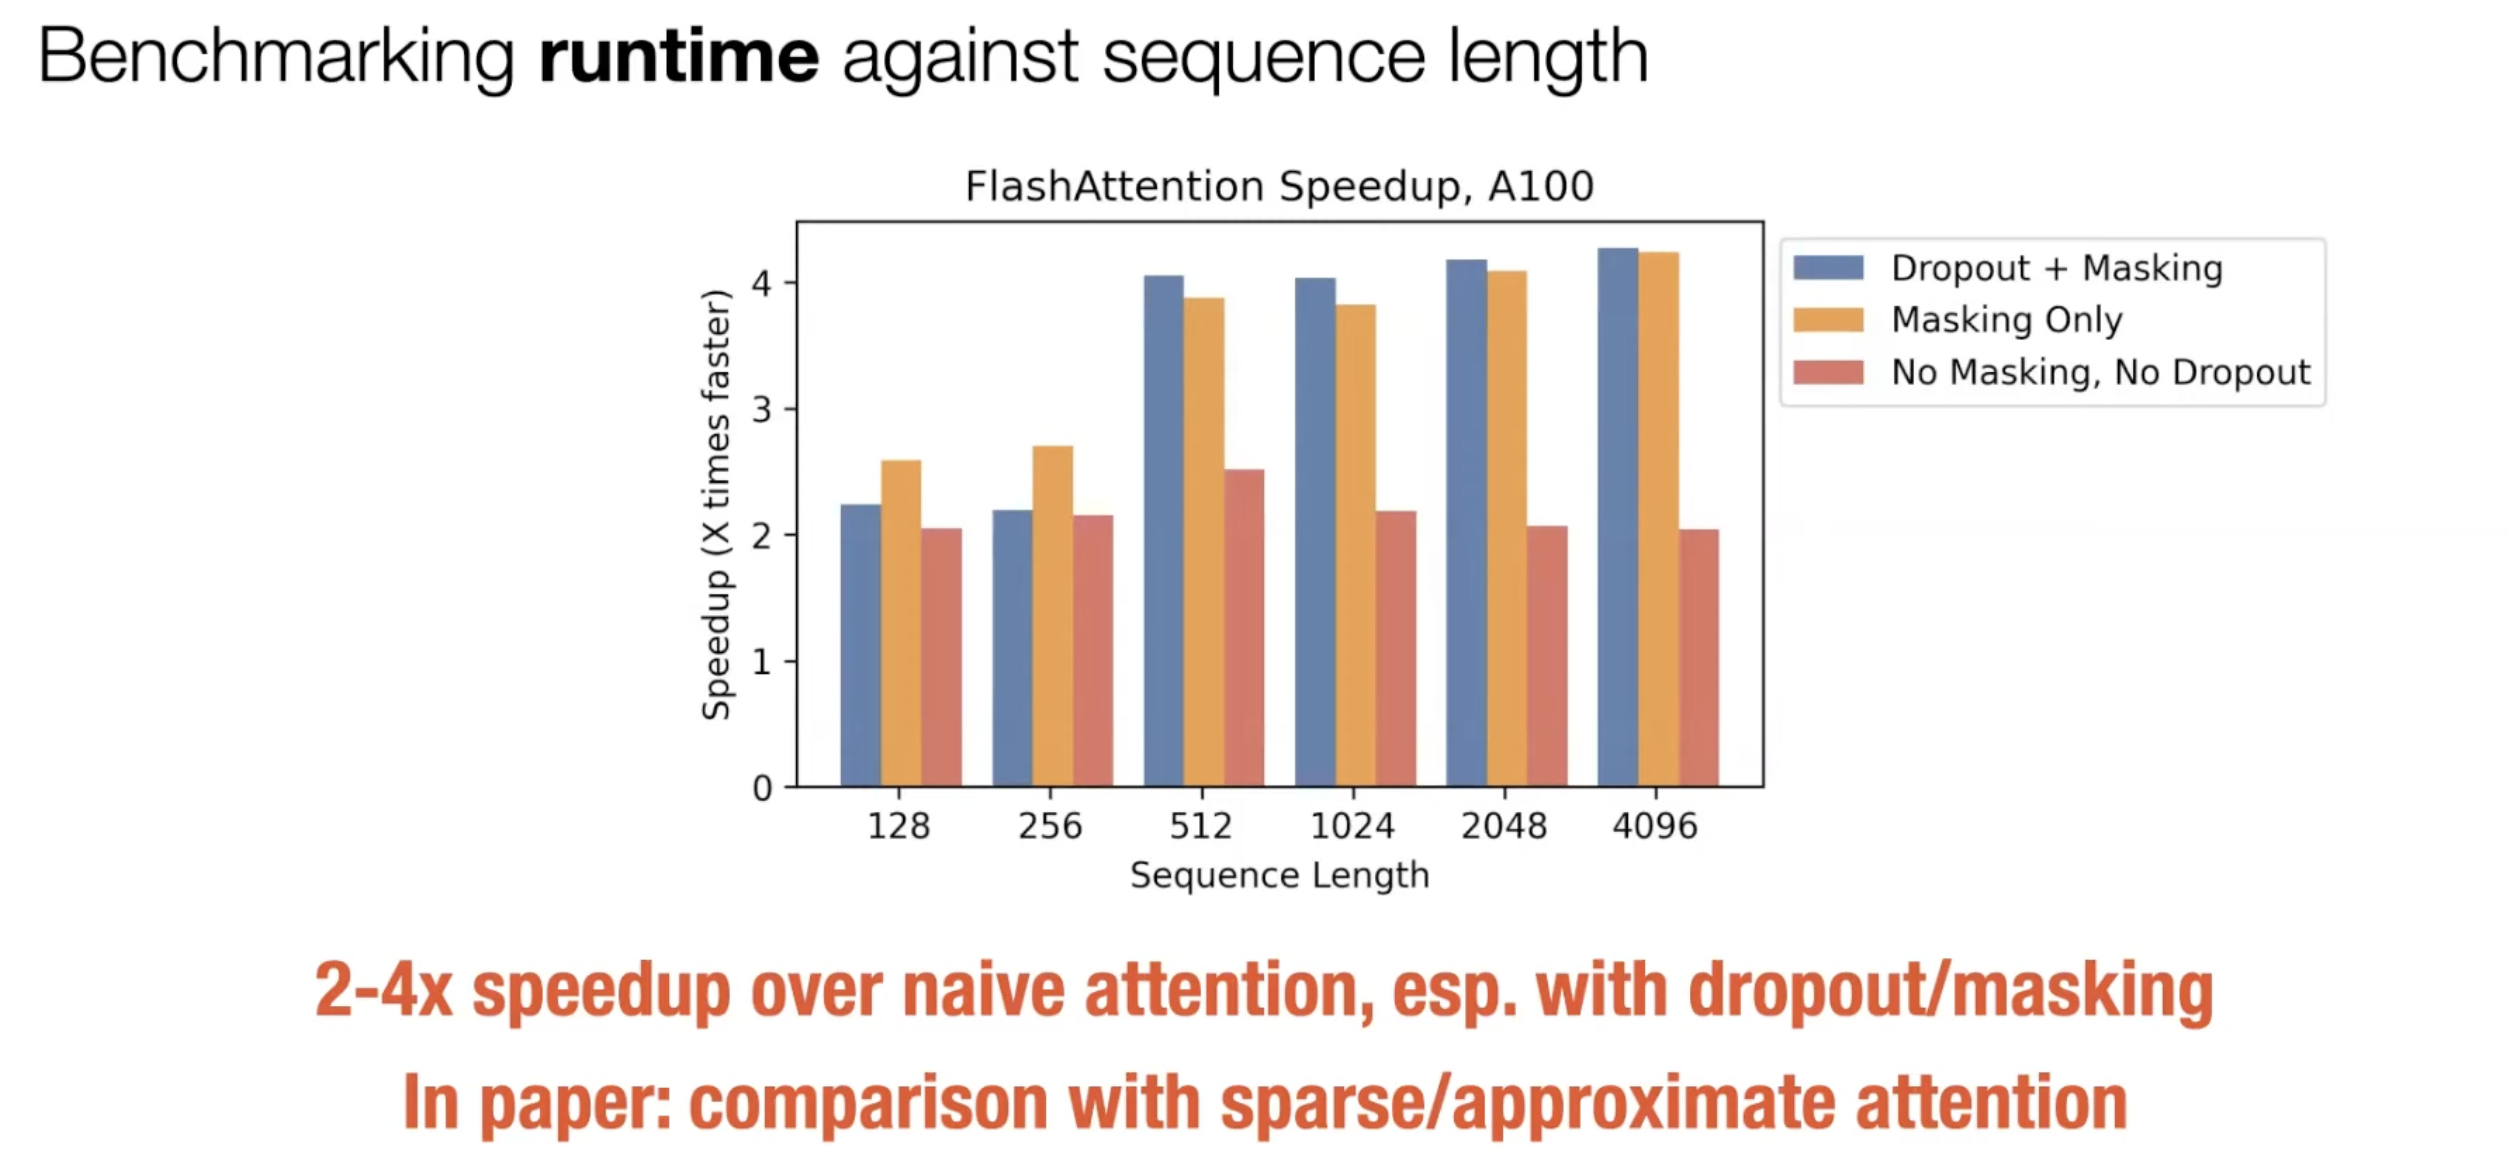 Benchmarking runtime against sequence length
FlashAttention Speedup, A100
Speedup (X times faster)
4
3
2
1
0
128 256 512 1024 2048 4096
Sequence Length
Dropout + Masking
Masking Only
No Masking, No Dropout
2-4x speedup over naive attention, esp. with dropout/masking
In paper: comparison with sparse/approximate attention